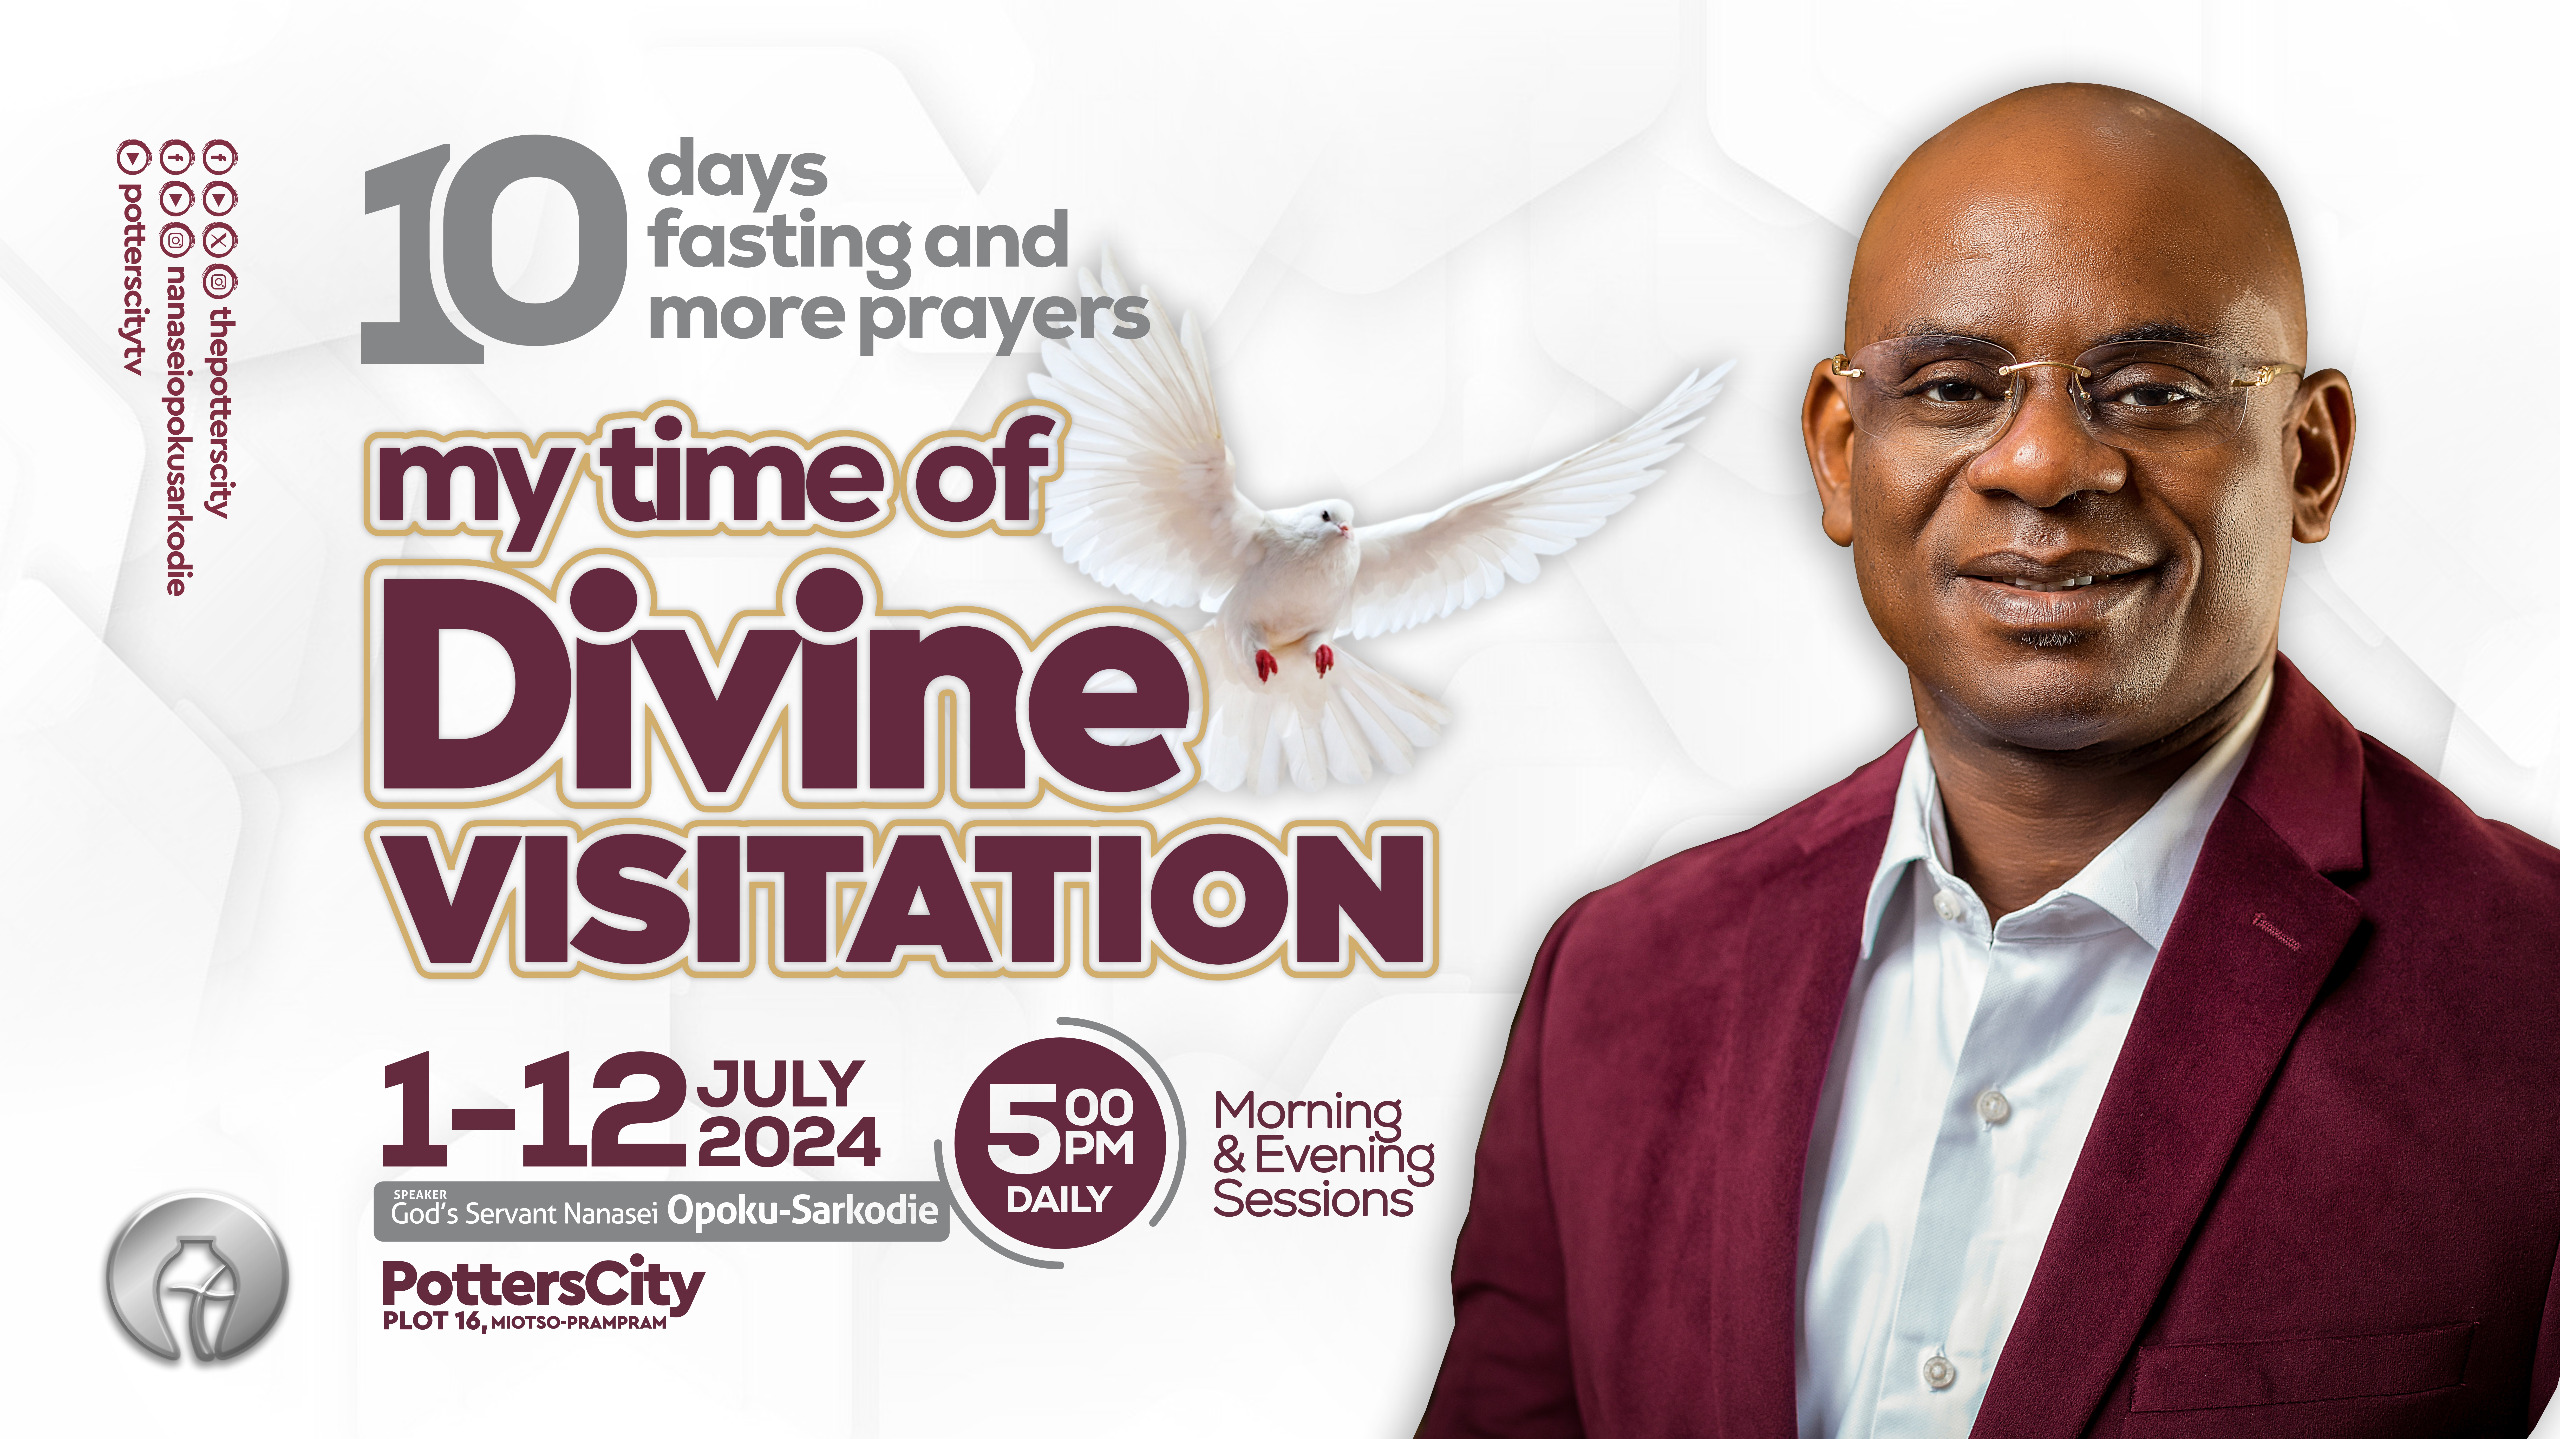 10 days
fasting and
more prayers
my time of
Divine
VISITATION
1-12 JULY
2024
5 00
PM
DAILY
Morning
& Evening
Sessions
SPEAKER
God's Servant Nanasei Opoku-Sarkodie
PottersCity
PLOT 16, MIOTSO-PRAMPRAM
thepotterscity
nanaseiopokusarkodie
potterscitytv